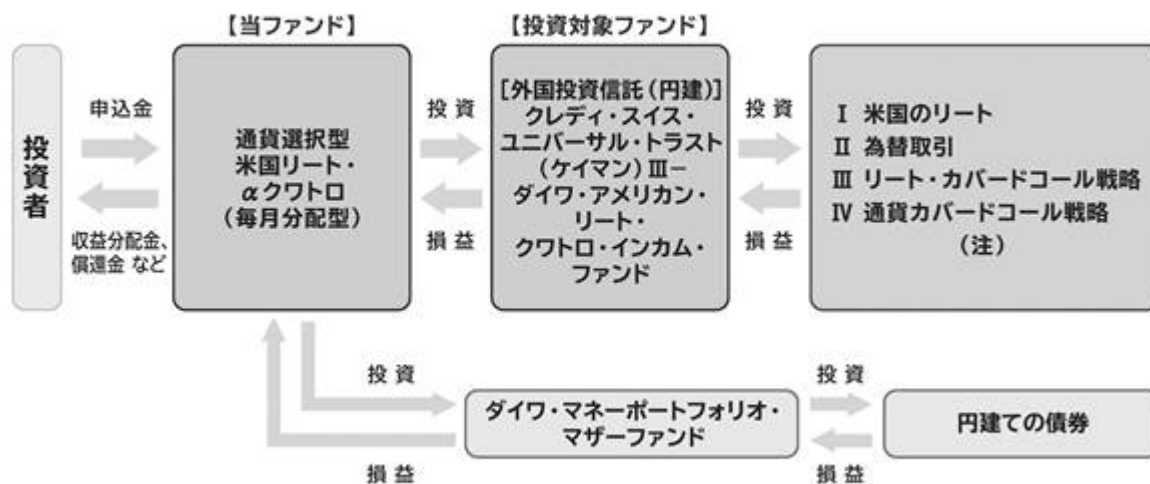 【当ファンド】
【投資対象ファンド】
投資者
申込金
収益分配金、
償還金 など
通貨選択型
米国リート・
αクワトロ
(毎月分配型)
投 資
損 益
[外国投資信託(円建)]
クレディ・スイス・
ユニバーサル・トラスト
(ケイマン)Ⅲ−
ダイワ・アメリカン・
リート・
クワトロ・インカム・
ファンド
投 資
損 益
Ⅰ 米国のリート
Ⅱ 為替取引
Ⅲ リート・カバードコール戦略
Ⅳ 通貨カバードコール戦略
(注)
投 資
損 益
ダイワ・マネーポートフォリオ・
マザーファンド
投 資
損 益
円建ての債券